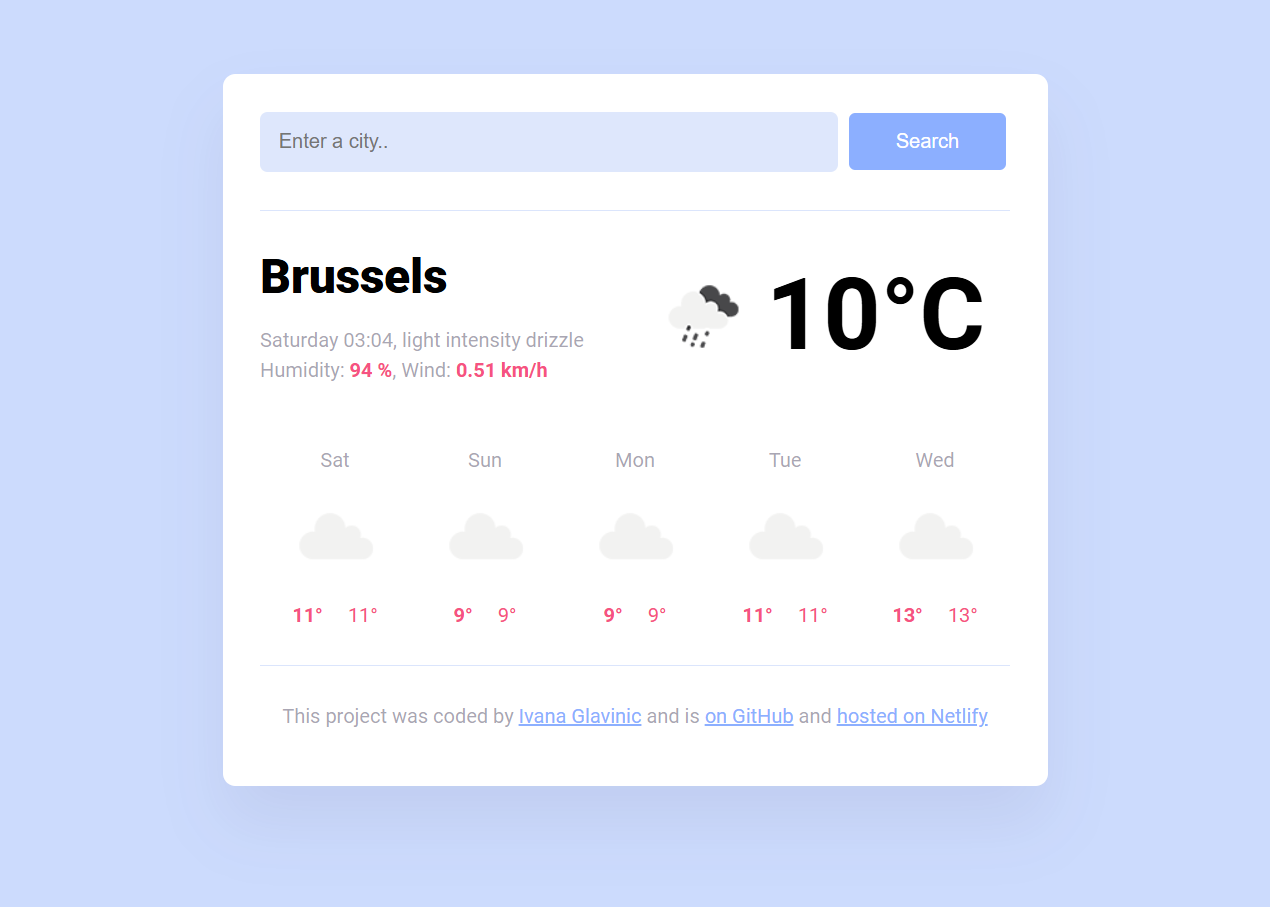 Enter a city..
Search
Brussels
10°C
Saturday 03:04, light intensity drizzle
Humidity: 94 %, Wind: 0.51 km/h
Sat Sun Mon Tue Wed
11° 11° 9° 9° 9° 9° 11° 11° 13° 13°
This project was coded by Ivana Glavinic and is on GitHub and hosted on Netlify